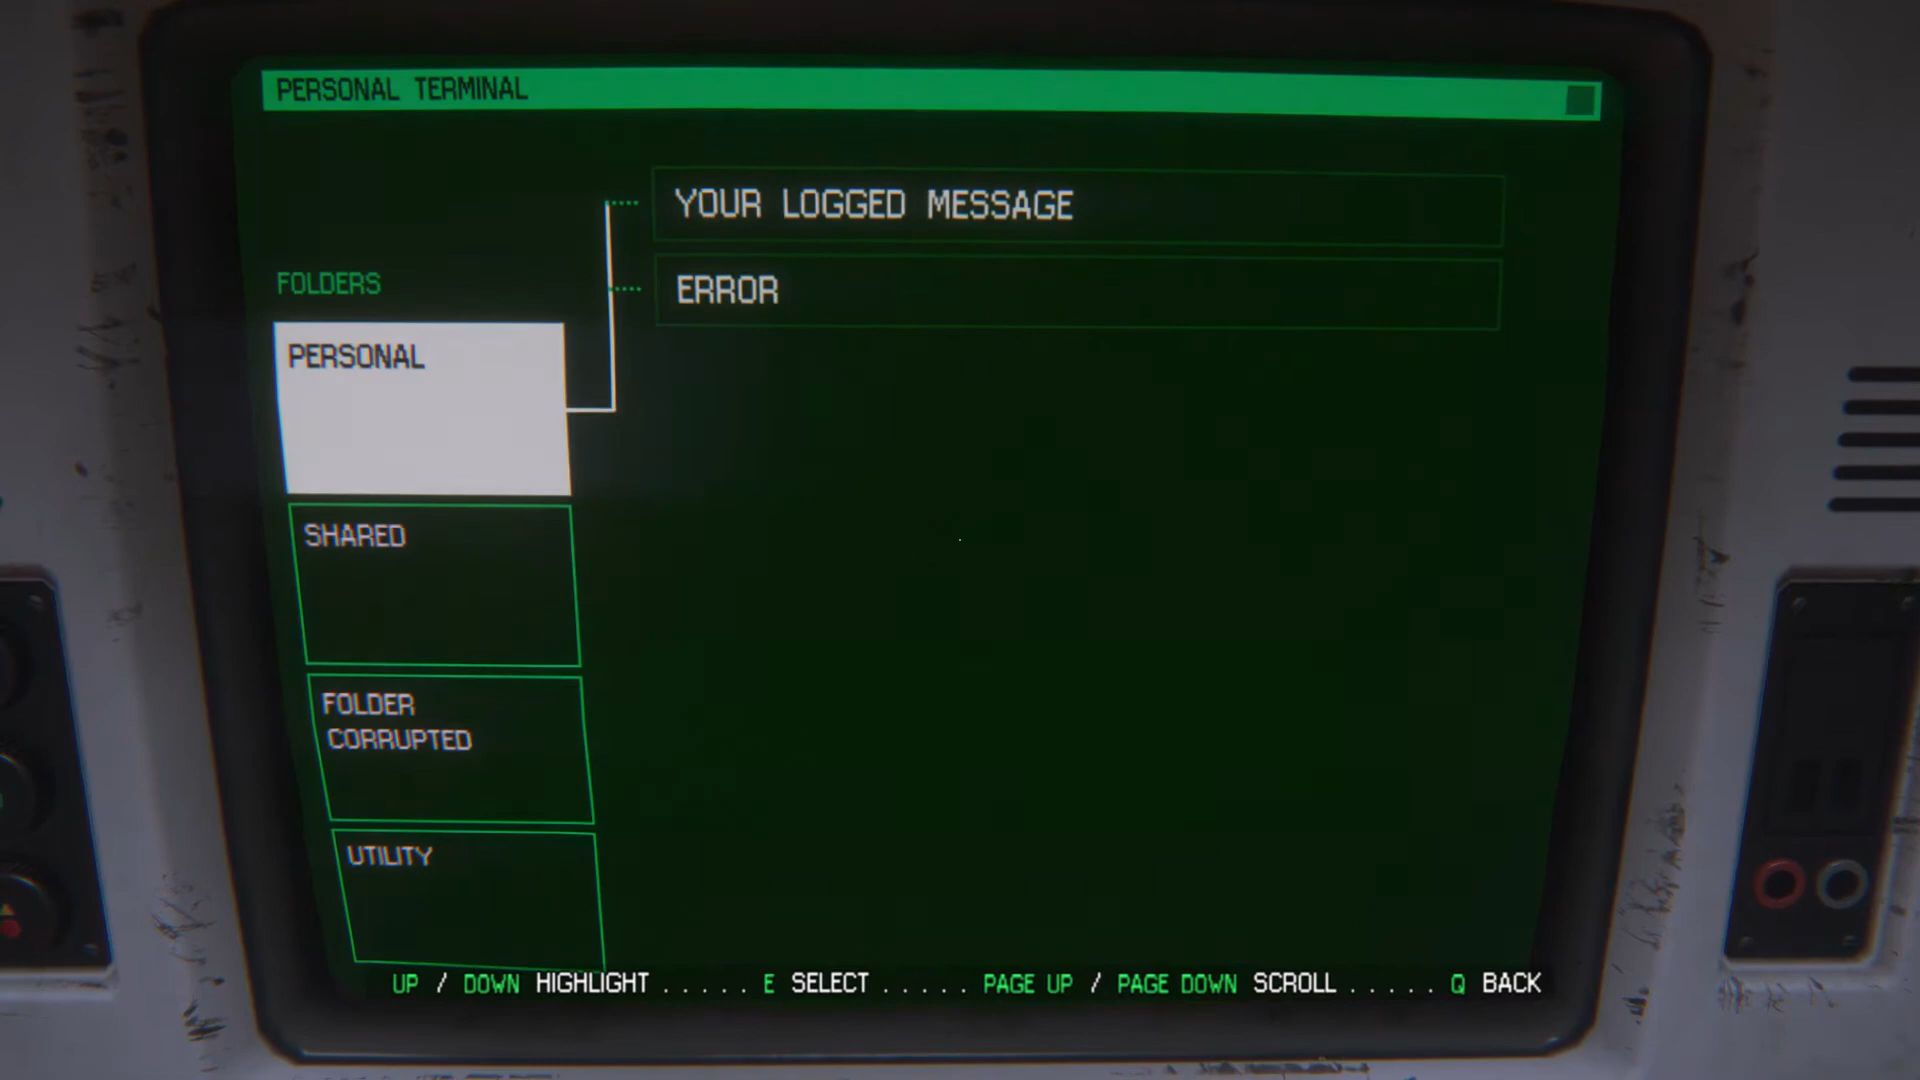 PERSONAL TERMINAL
YOUR LOGGED MESSAGE
ERROR
FOLDERS
PERSONAL
SHARED
FOLDER
CORRUPTED
UTILITY
UP / DOWN HIGHLIGHT ..... E SELECT ..... PAGE UP / PAGE DOWN SCROLL ..... Q BACK